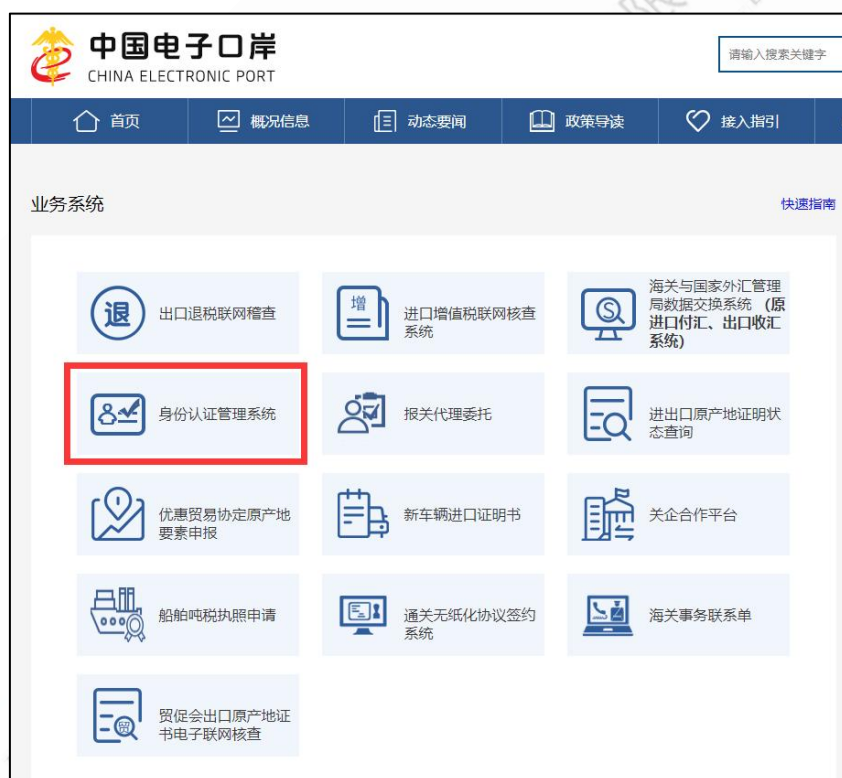 中国电子口岸
CHINA ELECTRONIC PORT
请输入搜索关键字
首页
概况信息
动态要闻
政策导读
接入指引
业务系统
快速指南
退
出口退税联网稽查
增
进口增值税联网核查
系统
海关与国家外汇管理
局数据交换系统 (原
进口付汇、出口收汇
系统)
身份认证管理系统
报关代理委托
进出口原产地证明状
态查询
优惠贸易协定原产地
要素申报
新车辆进口证明书
关企合作平台
船舶吨税执照申请
通关无纸化协议签约
系统
海关事务联系单
贸
贸促会出口原产地证
书电子联网核查